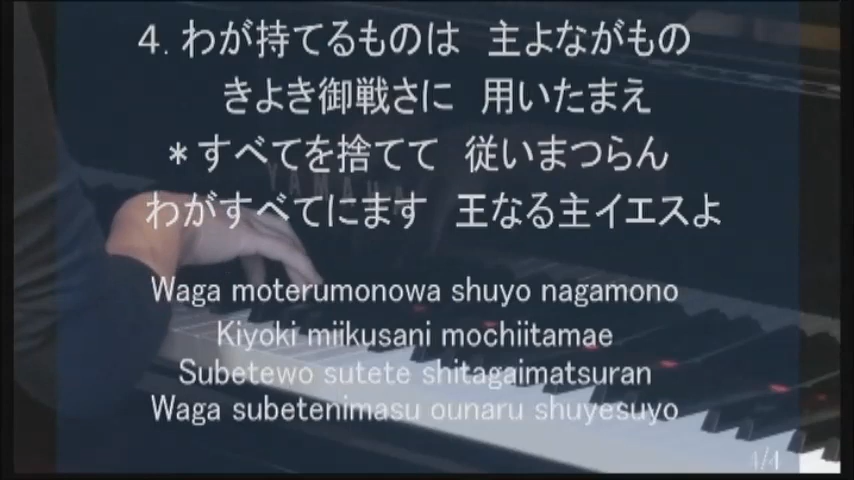 4. わが持てるものは 主よながもの
きよき御戦さに 用いたまえ
*すべてを捨てて 従いまつらん
わがすべてにます 王なる主イエスよ
YAMAHA
Waga moterumonowa shuyo nagamono
Kiyoki miikusani mochiitamae
Subetewo sutete shitagaimatsuran
Waga subetenimasu ounaru shuyesuyo
4/4